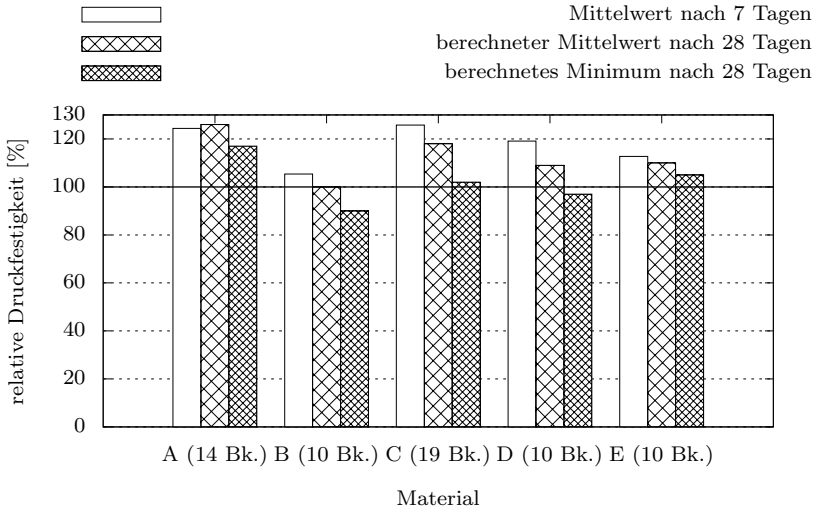 Mittelwert nach 7 Tagen
berechneter Mittelwert nach 28 Tagen
berechnetes Minimum nach 28 Tagen
130
120
100
80
60
40
20
0
relative Druckfestigkeit [%]
A (14 Bk.) B (10 Bk.) C (19 Bk.) D (10 Bk.) E (10 Bk.)
Material